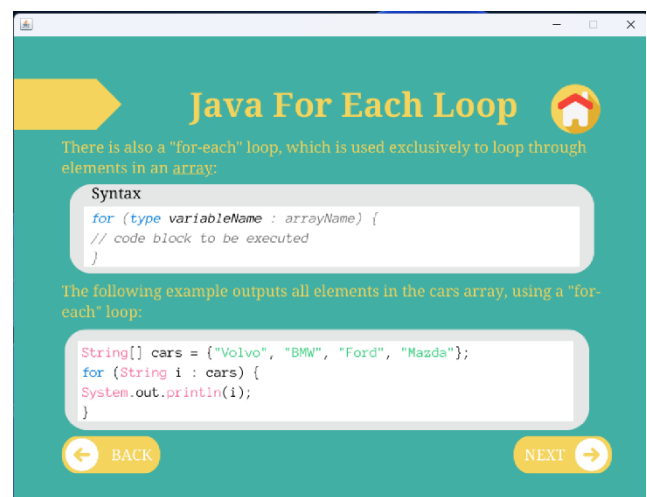 Java For Each Loop
There is also a "for-each" loop, which is used exclusively to loop through
elements in an array:
Syntax
for (type variableName : arrayName) {
// code block to be executed
}
The following example outputs all elements in the cars array, using a "for-
each" loop:
String[] cars = {"Volvo", "BMW", "Ford", "Mazda"};
for (String i : cars) {
System.out.println(i);
}
BACK
NEXT